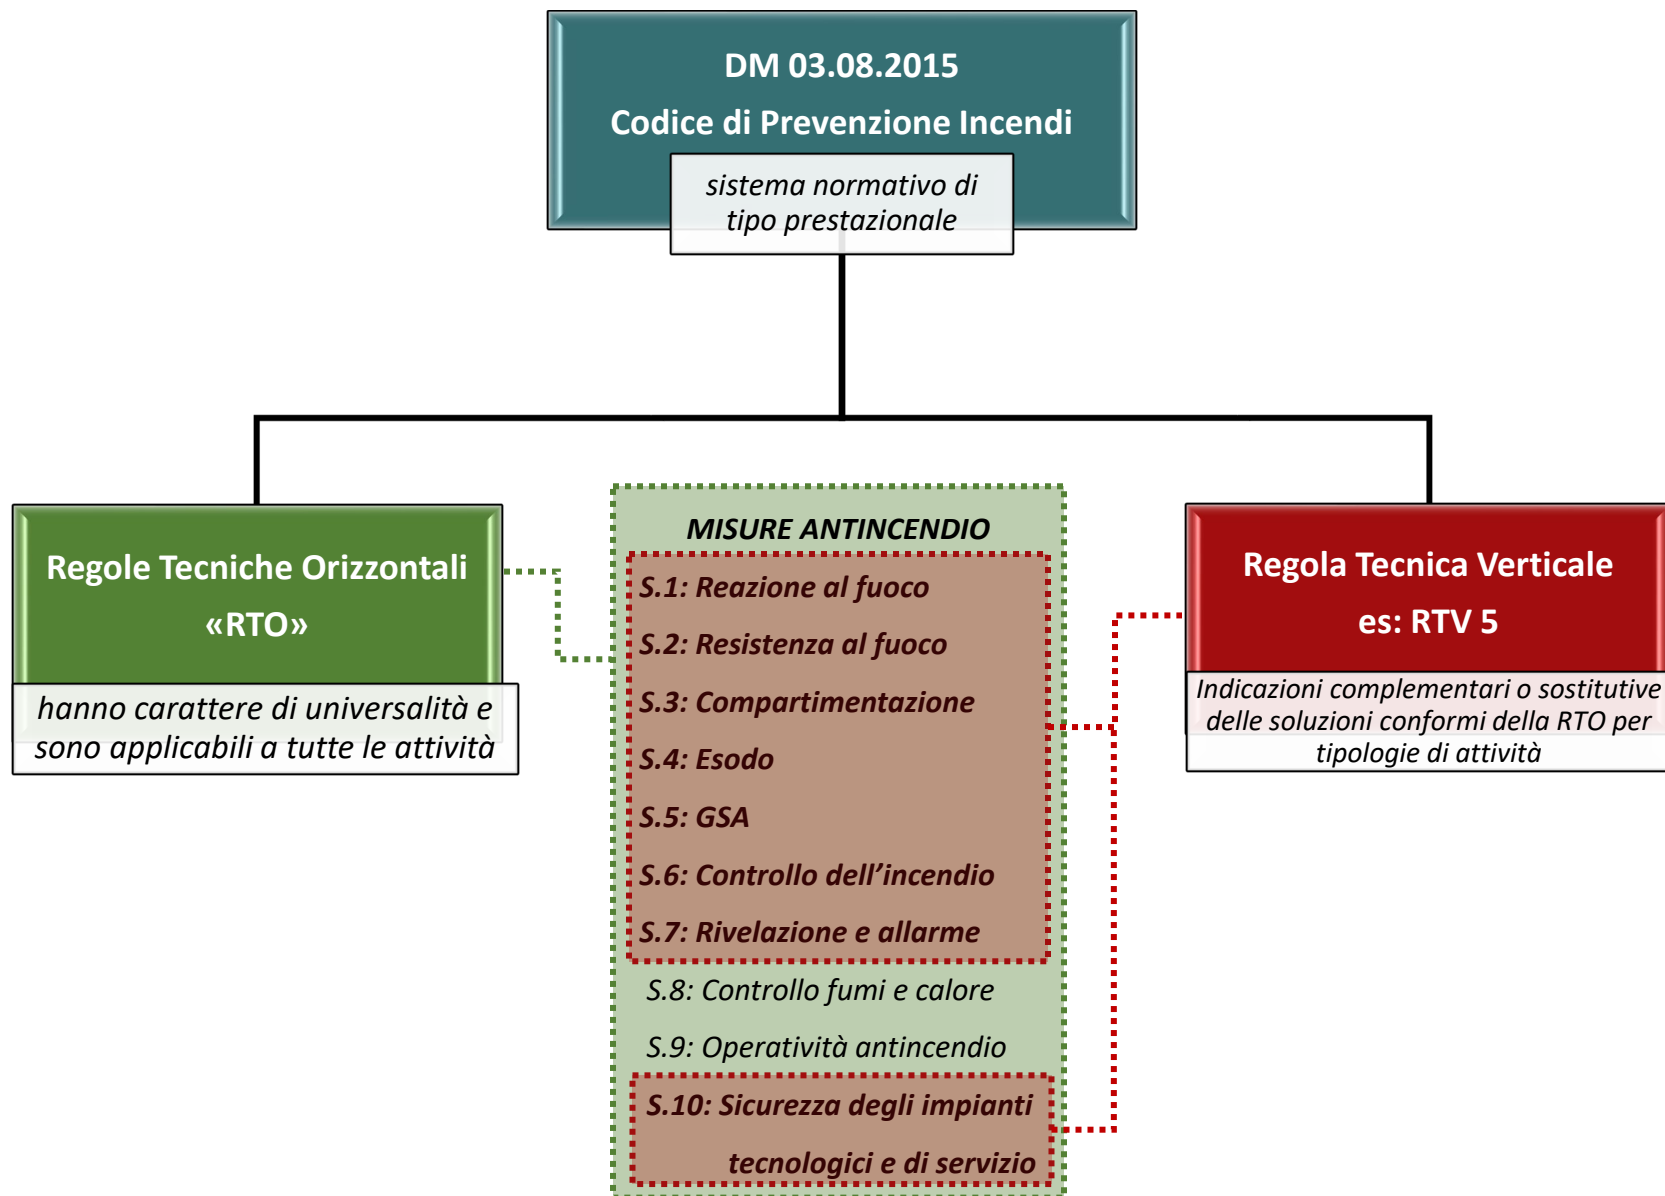 DM 03.08.2015
Codice di Prevenzione Incendi
sistema normativo di
tipo prestazionale
Regole Tecniche Orizzontali
«RTO»
hanno carattere di universalità e
sono applicabili a tutte le attività
MISURE ANTINCENDIO
S.1: Reazione al fuoco
S.2: Resistenza al fuoco
S.3: Compartimentazione
S.4: Esodo
S.5: GSA
S.6: Controllo dell’incendio
S.7: Rivelazione e allarme
S.8: Controllo fumi e calore
S.9: Operatività antincendio
S.10: Sicurezza degli impianti
tecnologici e di servizio
Regola Tecnica Verticale
es: RTV 5
Indicazioni complementari o sostitutive
delle soluzioni conformi della RTO per
tipologie di attività